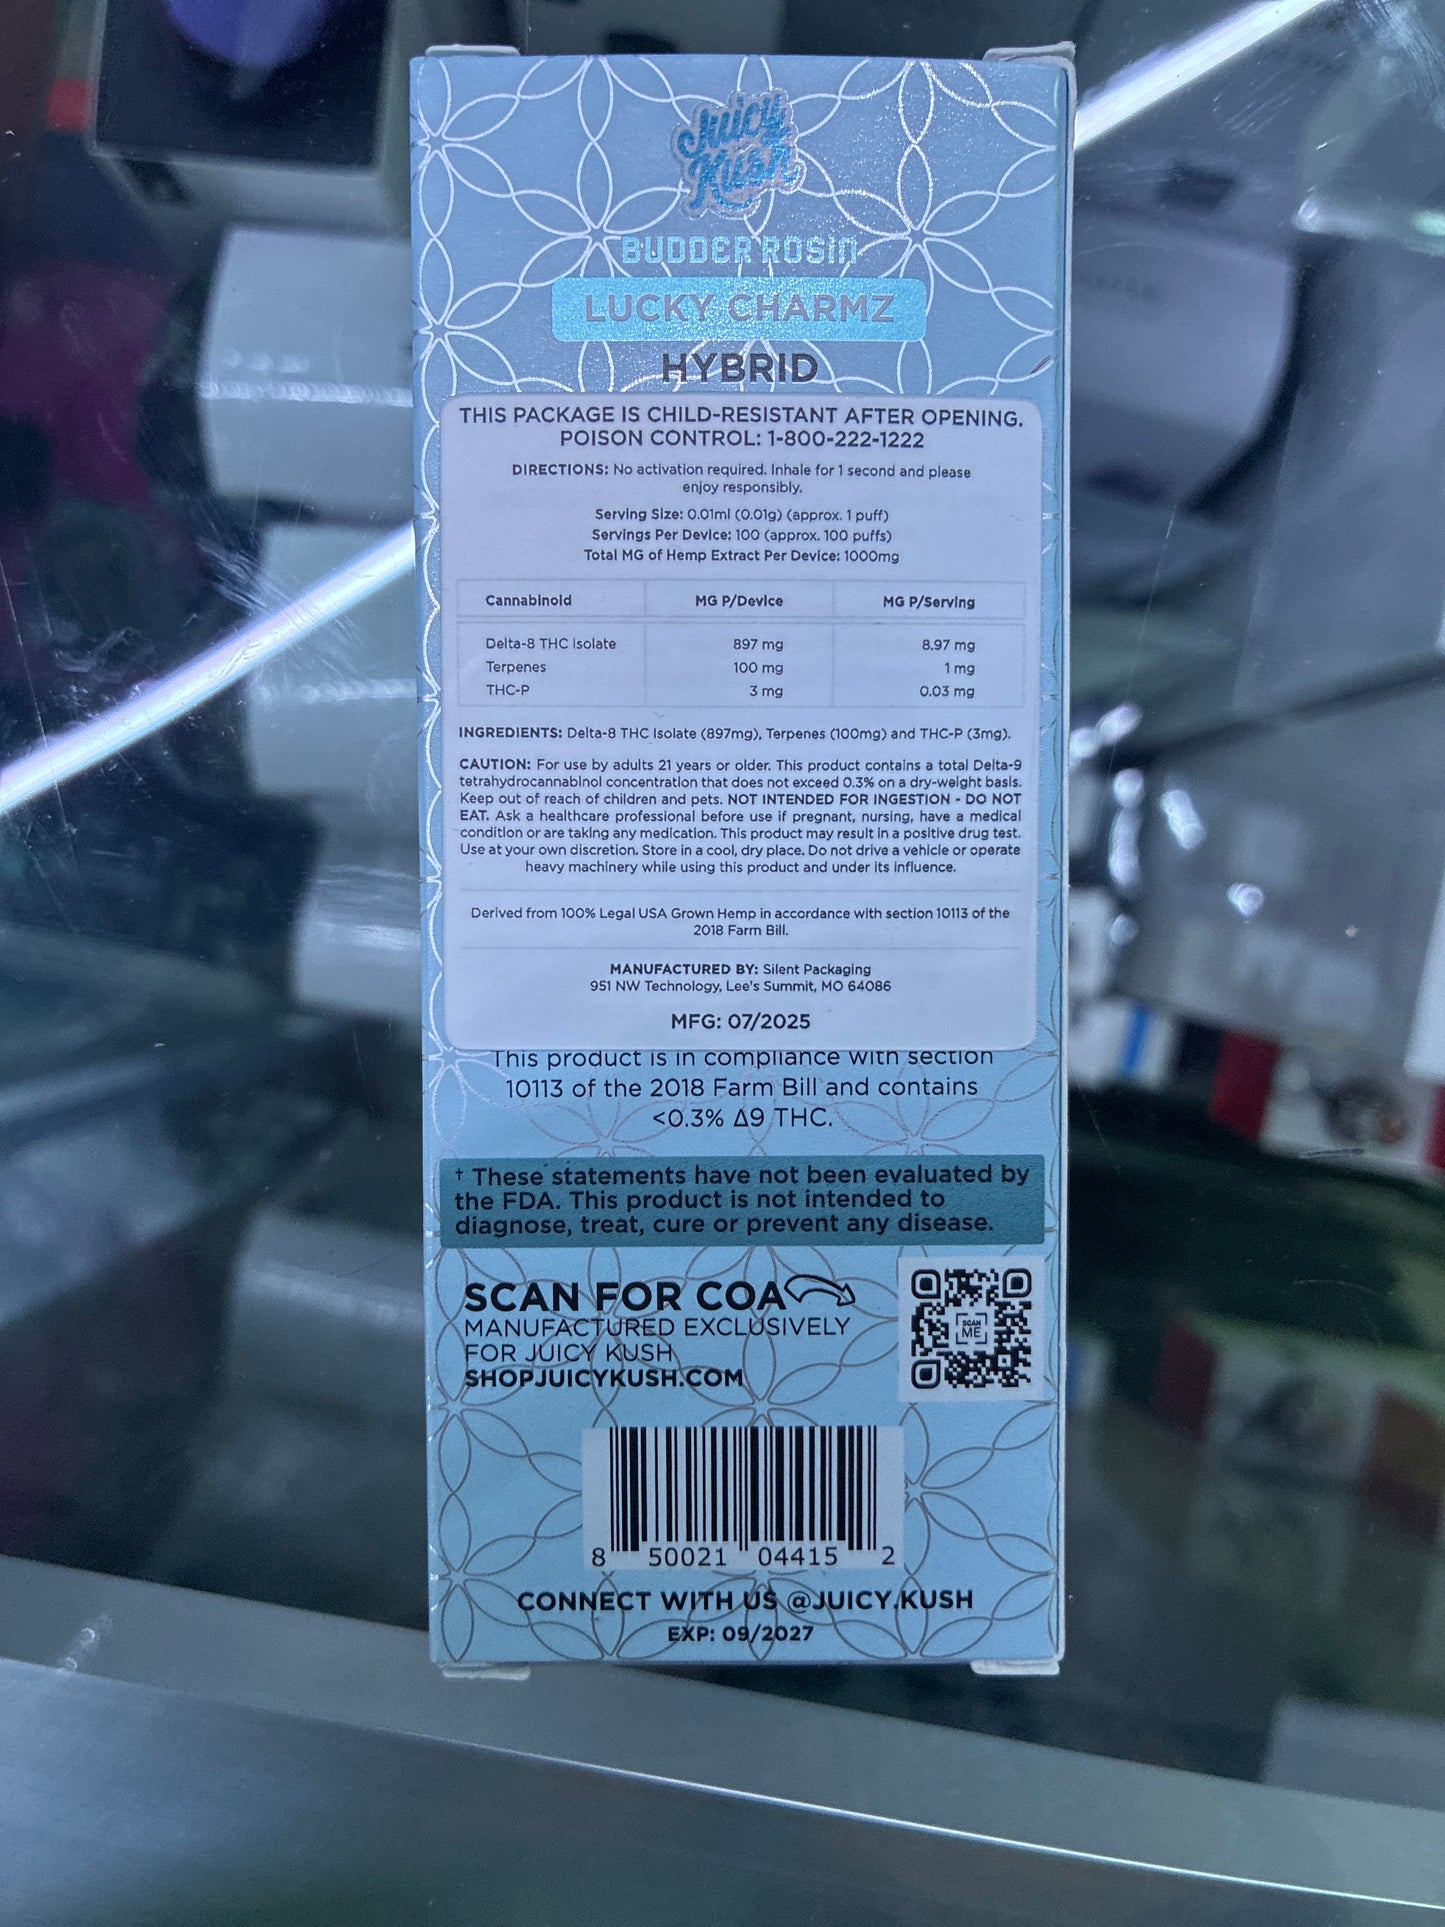 Juicy
Kush
BUDDER ROSIN
LUCKY CHARMZ
HYBRID
THIS PACKAGE IS CHILD-RESISTANT AFTER OPENING.
POISON CONTROL: 1-800-222-1222
DIRECTIONS: No activation required. Inhale for 1 second and please
enjoy responsibly.
Serving Size: 0.01ml (0.01g) (approx. 1 puff)
Servings Per Device: 100 (approx. 100 puffs)
Total MG of Hemp Extract Per Device: 1000mg
Cannabinoid MG P/Device MG P/Serving
Delta-8 THC Isolate 897 mg 8.97 mg
Terpenes 100 mg 1 mg
THC-P 3 mg 0.03 mg
INGREDIENTS: Delta-8 THC Isolate (897mg), Terpenes (100mg) and THC-P (3mg).
CAUTION: For use by adults 21 years or older. This product contains a total Delta-9
tetrahydrocannabinol concentration that does not exceed 0.3% on a dry-weight basis.
Keep out of reach of children and pets. NOT INTENDED FOR INGESTION - DO NOT
EAT. Ask a healthcare professional before use if pregnant, nursing, have a medical
condition or are taking any medication. This product may result in a positive drug test.
Use at your own discretion. Store in a cool, dry place. Do not drive a vehicle or operate
heavy machinery while using this product and under its influence.
Derived from 100% Legal USA Grown Hemp in accordance with section 10113 of the
2018 Farm Bill.
MANUFACTURED BY: Silent Packaging
951 NW Technology, Lee's Summit, MO 64086
MFG: 07/2025
This product is in compliance with section
10113 of the 2018 Farm Bill and contains
<0.3% Δ9 THC.
† These statements have not been evaluated by
the FDA. This product is not intended to
diagnose, treat, cure or prevent any disease.
SCAN FOR COA
MANUFACTURED EXCLUSIVELY
FOR JUICY KUSH
SHOPJUICYKUSH.COM
SCAN
ME
8 50021 04415 2
CONNECT WITH US @JUICY.KUSH
EXP: 09/2027